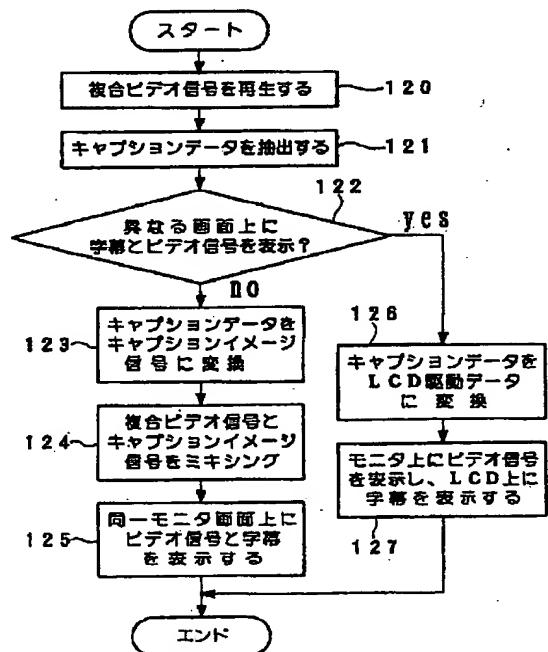 スタート
複合ビデオ信号を再生する
120
キャプションデータを抽出する
121
122
異なる画面上に
字幕とビデオ信号を表示?
yes
no
123
キャプションデータを
キャプションイメージ
信号に変換
124
複合ビデオ信号と
キャプションイメージ
信号をミキシング
125
同一モニタ画面上に
ビデオ信号と字幕
を表示する
126
キャプションデータを
LCD駆動データ
に変換
モニタ上にビデオ信号
を表示し、LCD上に
字幕を表示する
127
エンド